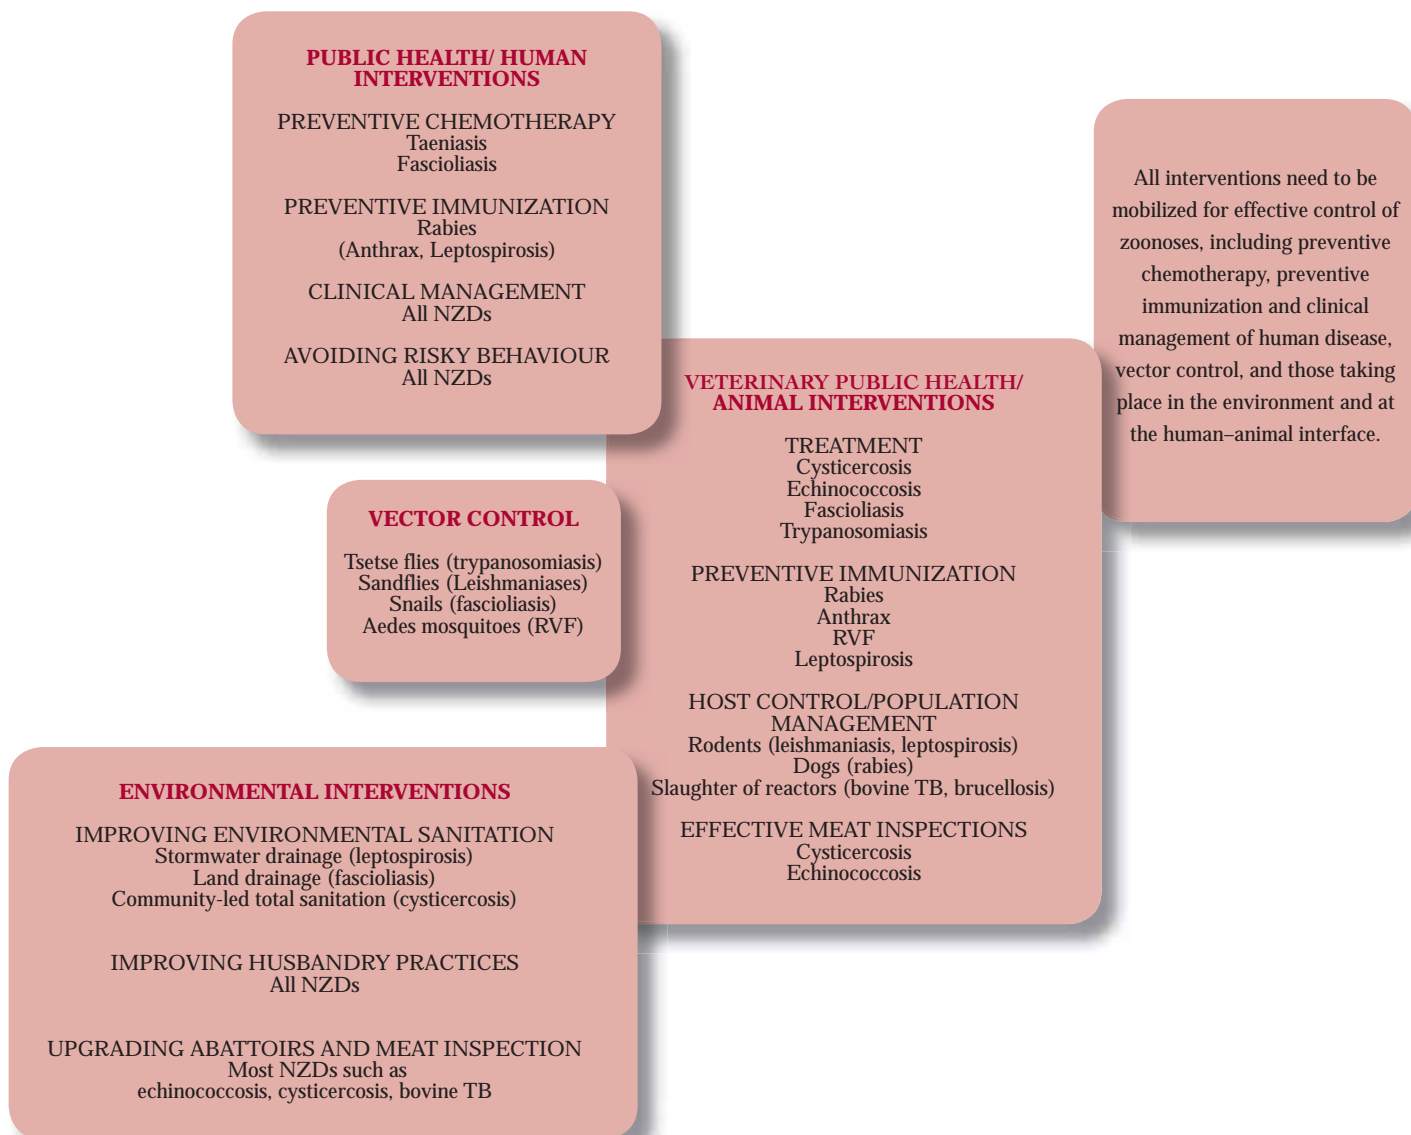 PUBLIC HEALTH/ HUMAN
INTERVENTIONS
PREVENTIVE CHEMOTHERAPY
Taeniasis
Fascioliasis
PREVENTIVE IMMUNIZATION
Rabies
(Anthrax, Leptospirosis)
CLINICAL MANAGEMENT
All NZDs
AVOIDING RISKY BEHAVIOUR
All NZDs
All interventions need to be
mobilized for effective control of
zoonoses, including preventive
chemotherapy, preventive
immunization and clinical
management of human disease,
vector control, and those taking
place in the environment and at
the human–animal interface.
VETERINARY PUBLIC HEALTH/
ANIMAL INTERVENTIONS
TREATMENT
Cysticercosis
Echinococcosis
Fascioliasis
Trypanosomiasis
PREVENTIVE IMMUNIZATION
Rabies
Anthrax
RVF
Leptospirosis
HOST CONTROL/POPULATION
MANAGEMENT
Rodents (leishmaniasis, leptospirosis)
Dogs (rabies)
Slaughter of reactors (bovine TB, brucellosis)
EFFECTIVE MEAT INSPECTIONS
Cysticercosis
Echinococcosis
VECTOR CONTROL
Tsetse flies (trypanosomiasis)
Sandflies (Leishmaniases)
Snails (fascioliasis)
Aedes mosquitoes (RVF)
ENVIRONMENTAL INTERVENTIONS
IMPROVING ENVIRONMENTAL SANITATION
Stormwater drainage (leptospirosis)
Land drainage (fascioliasis)
Community-led total sanitation (cysticercosis)
IMPROVING HUSBANDRY PRACTICES
All NZDs
UPGRADING ABATTOIRS AND MEAT INSPECTION
Most NZDs such as
echinococcosis, cysticercosis, bovine TB